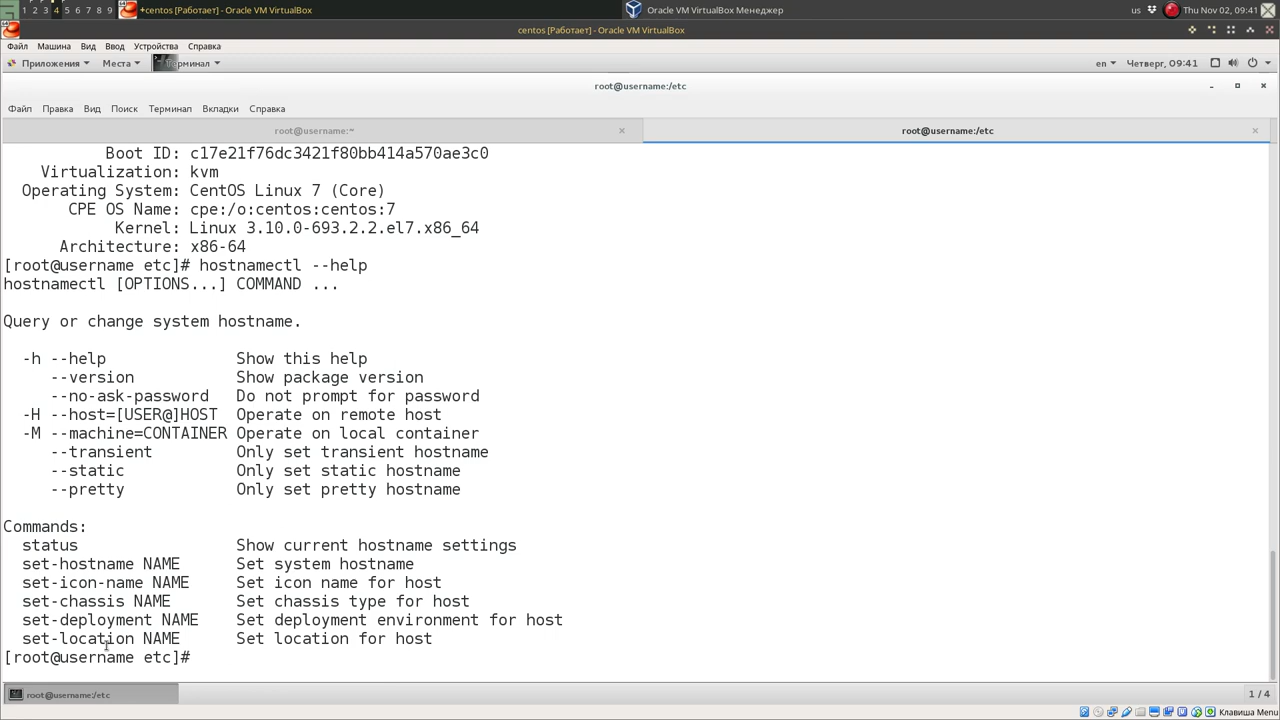 1 2 3 4 5 6 7 8 9
+centos [Работает] - Oracle VM VirtualBox
Oracle VM VirtualBox Менеджер
us
Thu Nov 02, 09:41
centos [Работает] - Oracle VM VirtualBox
Файл Машина Вид Ввод Устройства Справка
Приложения Места Терминал
en Четверг, 09:41
root@username:/etc
Файл Правка Вид Поиск Терминал Вкладки Справка
root@username:~
root@username:/etc
Boot ID: c17e21f76dc3421f80bb414a570ae3c0
Virtualization: kvm
Operating System: CentOS Linux 7 (Core)
CPE OS Name: cpe:/o:centos:centos:7
Kernel: Linux 3.10.0-693.2.2.el7.x86_64
Architecture: x86-64
[root@username etc]# hostnamectl --help
hostnamectl [OPTIONS...] COMMAND ...
Query or change system hostname.
-h --help Show this help
--version Show package version
--no-ask-password Do not prompt for password
-H --host=[USER@]HOST Operate on remote host
-M --machine=CONTAINER Operate on local container
--transient Only set transient hostname
--static Only set static hostname
--pretty Only set pretty hostname
Commands:
status Show current hostname settings
set-hostname NAME Set system hostname
set-icon-name NAME Set icon name for host
set-chassis NAME Set chassis type for host
set-deployment NAME Set deployment environment for host
set-location NAME Set location for host
[root@username etc]#
root@username:/etc
1 / 4
Клавиша Menu